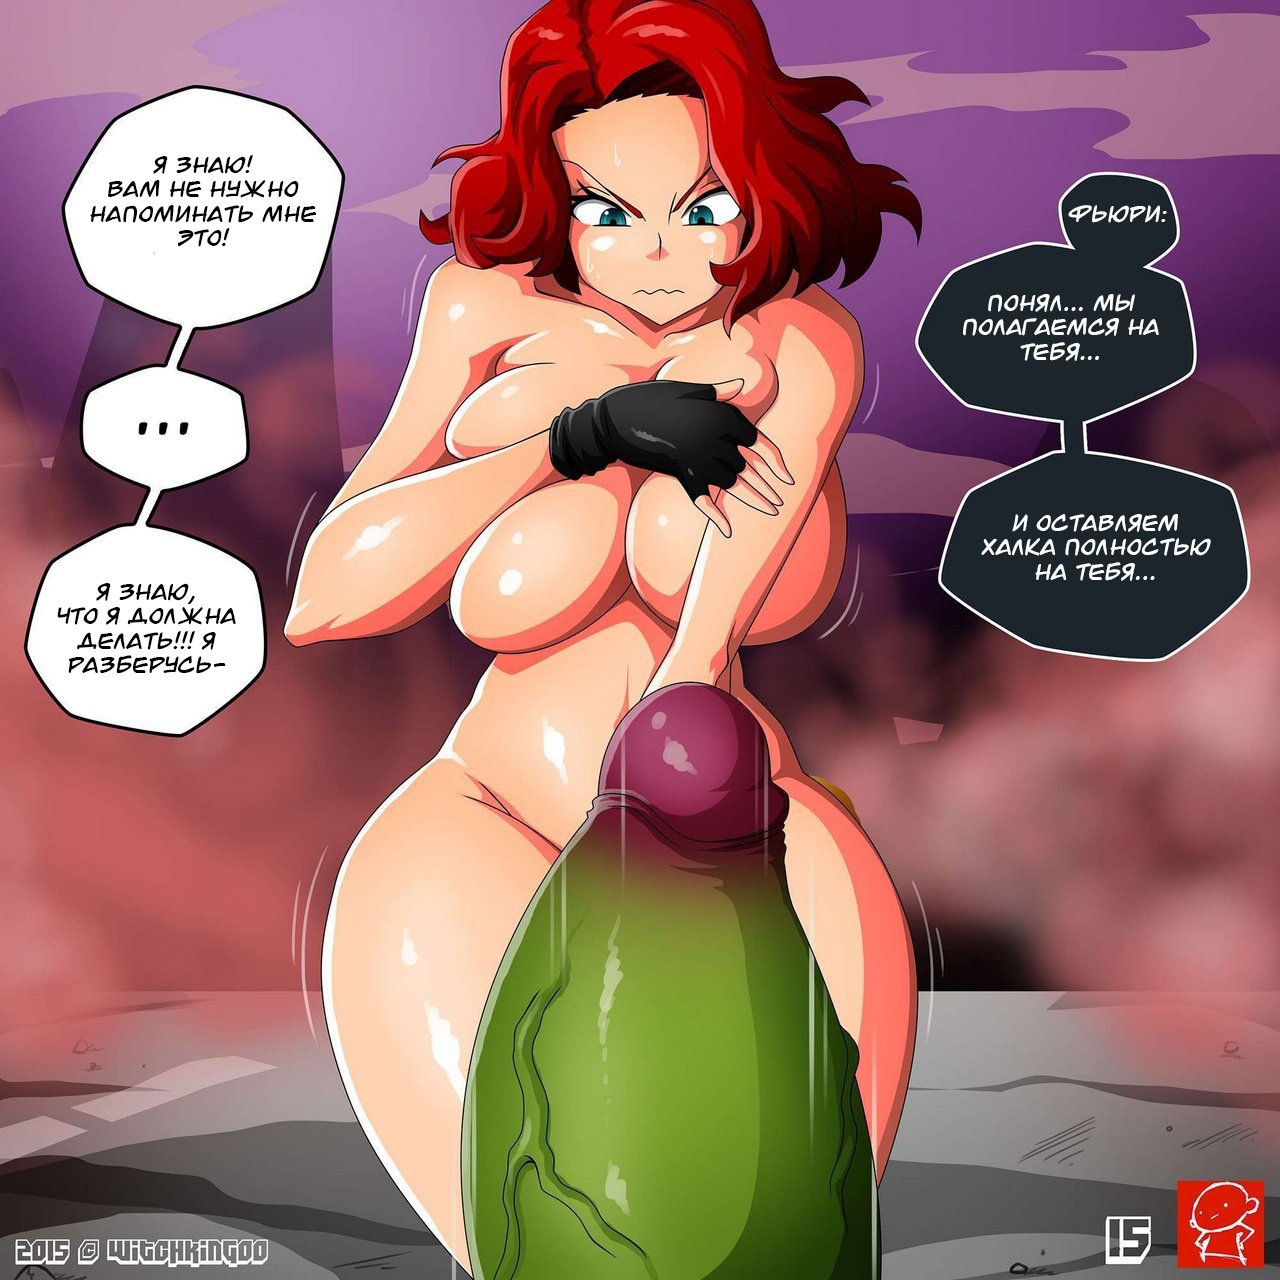 Я ЗНАЮ!
ВАМ НЕ НУЖНО
НАПОМИНАТЬ МНЕ
ЭТО!
...
Я ЗНАЮ,
ЧТО Я ДОЛЖНА
ДЕЛАТЬ!!! Я
РАЗБЕРУСЬ-
ФЬЮРИ:
ПОНЯЛ... МЫ
ПОЛАГАЕМСЯ НА
ТЕБЯ...
И ОСТАВЛЯЕМ
ХАЛКА ПОЛНОСТЬЮ
НА ТЕБЯ...
2015 © WITCHKING00
15